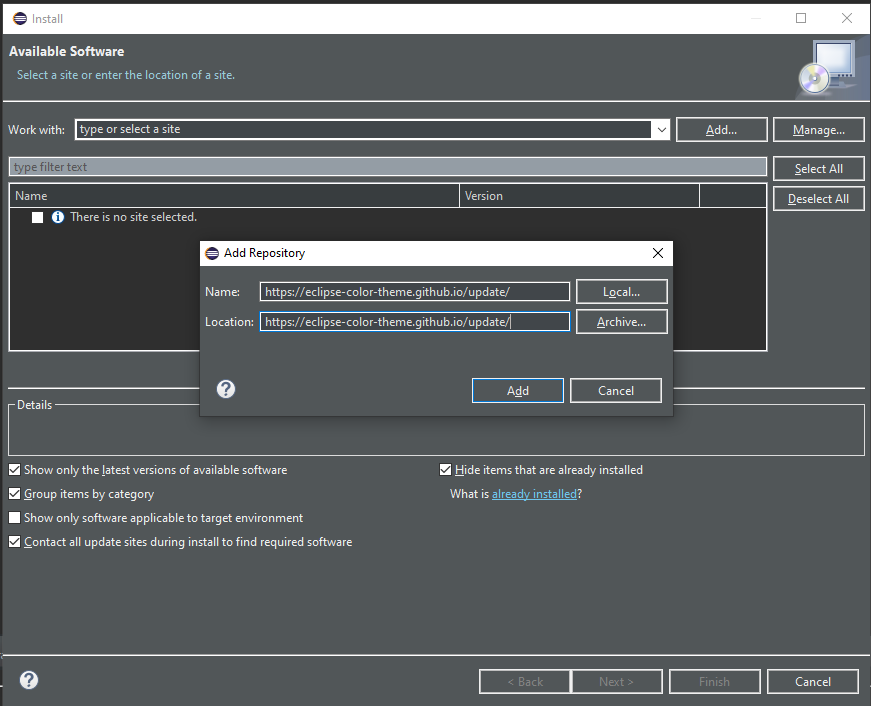 Install
Available Software
Select a site or enter the location of a site.
Work with: type or select a site Add... Manage...
type filter text Select All
Name Version Deselect All
There is no site selected.
Add Repository
Name: https://eclipse-color-theme.github.io/update/ Local...
Location: https://eclipse-color-theme.github.io/update/ Archive...
? Add Cancel
Details
Show only the latest versions of available software Hide items that are already installed
Group items by category What is already installed?
Show only software applicable to target environment
Contact all update sites during install to find required software
? < Back Next > Finish Cancel